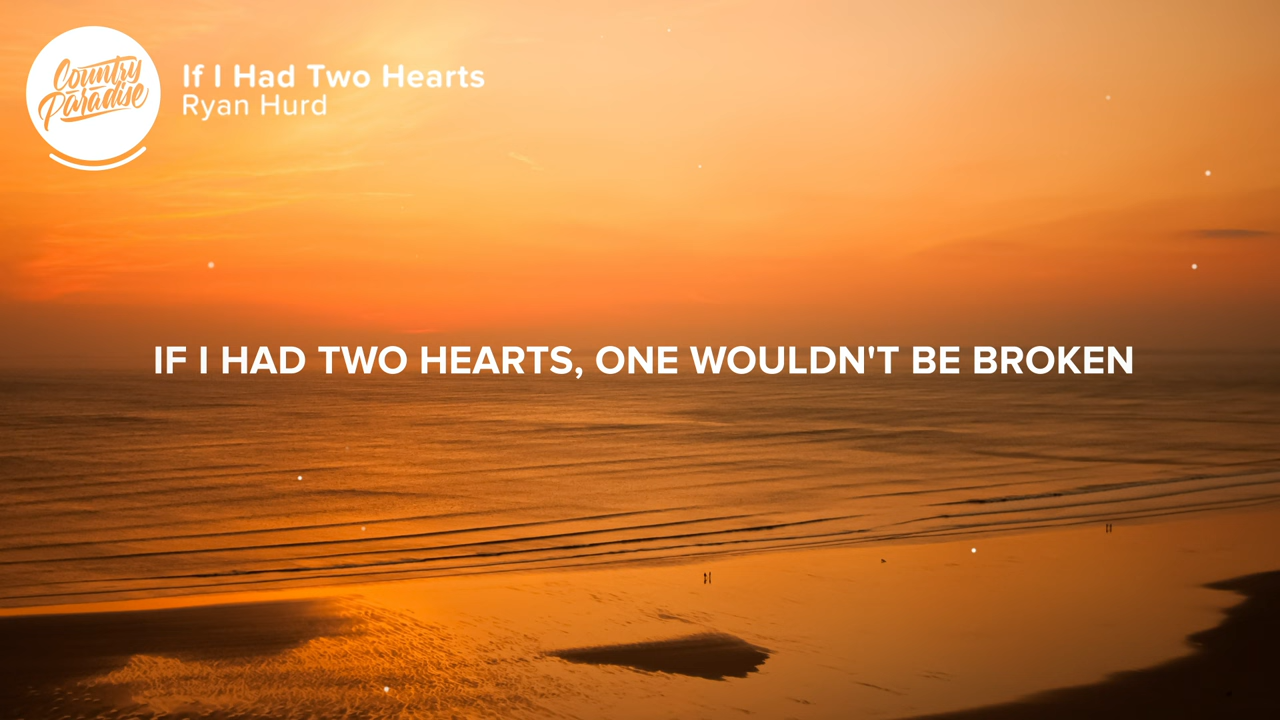 Country
Paradise
If I Had Two Hearts
Ryan Hurd
IF I HAD TWO HEARTS, ONE WOULDN'T BE BROKEN